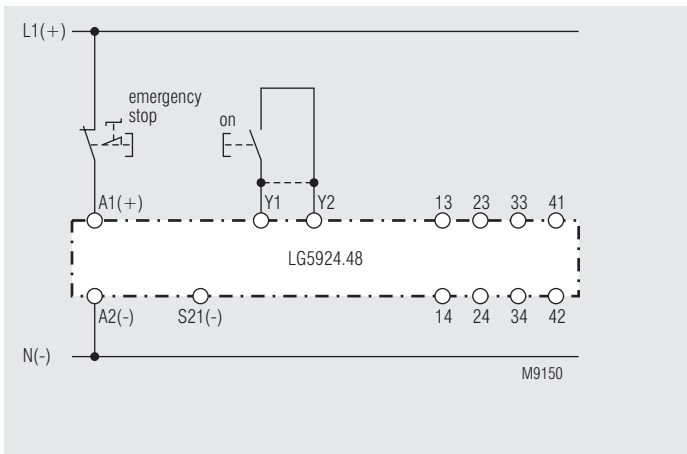 L1(+)
emergency
stop
on
A1(+) Y1 Y2 13 23 33 41
LG5924.48
A2(-) S21(-) 14 24 34 42
N(-)
M9150